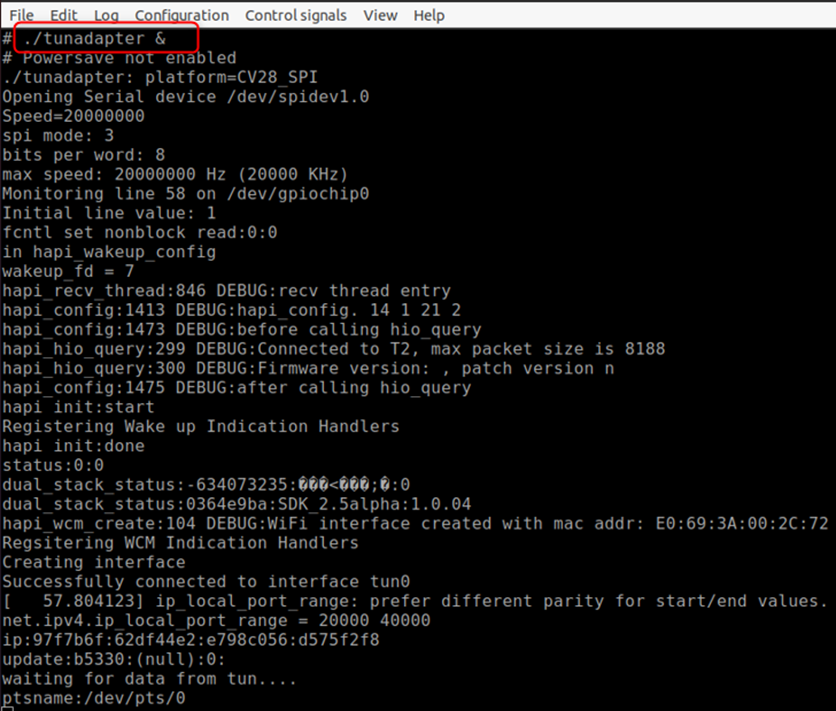 File Edit Log Configuration Control signals View Help
# ./tunadapter &
# Powersave not enabled
./tunadapter: platform=CV28_SPI
Opening Serial device /dev/spidev1.0
Speed=20000000
spi mode: 3
bits per word: 8
max speed: 20000000 Hz (20000 KHz)
Monitoring line 58 on /dev/gpiochip0
Initial line value: 1
fcntl set nonblock read:0:0
in hapi_wakeup_config
wakeup_fd = 7
hapi_recv_thread:846 DEBUG:recv thread entry
hapi_config:1413 DEBUG:hapi_config. 14 1 21 2
hapi_config:1473 DEBUG:before calling hio_query
hapi_hio_query:299 DEBUG:Connected to T2, max packet size is 8188
hapi_hio_query:300 DEBUG:Firmware version: , patch version n
hapi_config:1475 DEBUG:after calling hio_query
hapi init:start
Registering Wake up Indication Handlers
hapi init:done
status:0:0
dual_stack_status:-634073235:���<���;�:0
dual_stack_status:0364e9ba:SDK_2.5alpha:1.0.04
hapi_wcm_create:104 DEBUG:WiFi interface created with mac addr: E0:69:3A:00:2C:72
Regsitering WCM Indication Handlers
Creating interface
Successfully connected to interface tun0
[   57.804123] ip_local_port_range: prefer different parity for start/end values.
net.ipv4.ip_local_port_range = 20000 40000
ip:97f7b6f:62df44e2:e798c056:d575f2f8
update:b5330:(null):0:
waiting for data from tun....
ptsname:/dev/pts/0